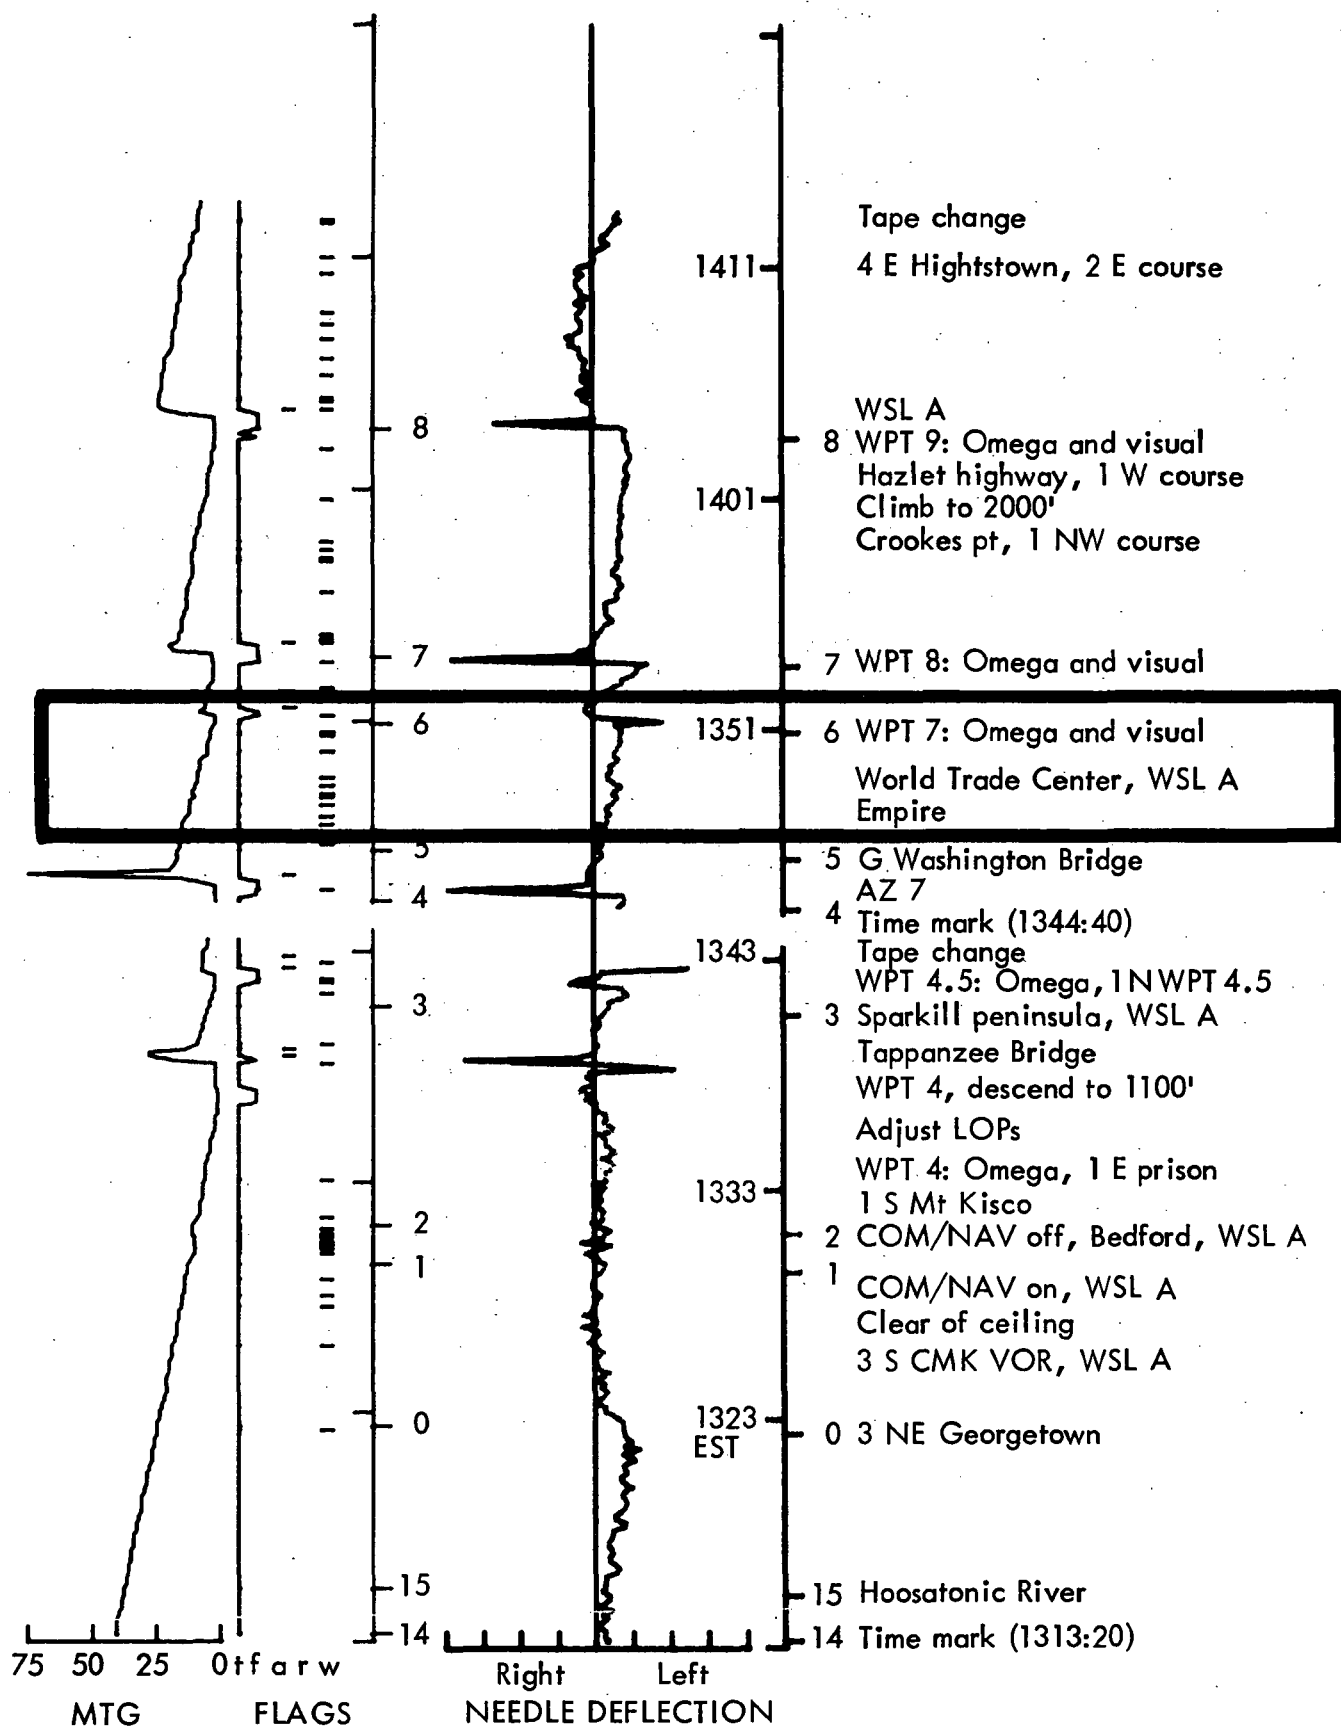 Tape change
1411 4 E Hightstown, 2 E course
WSL A
8 8 WPT 9: Omega and visual
Hazlet highway, 1 W course
1401 Climb to 2000'
Crookes pt, 1 NW course
7 7 WPT 8: Omega and visual
6 1351 6 WPT 7: Omega and visual
World Trade Center, WSL A
Empire
5 5 G Washington Bridge
AZ 7
4 4 Time mark (1344:40)
1343 Tape change
WPT 4.5: Omega, 1 N WPT 4.5
3 3 Sparkill peninsula, WSL A
Tappanzee Bridge
WPT 4, descend to 1100'
Adjust LOPs
WPT 4: Omega, 1 E prison
1333 1 S Mt Kisco
2 2 COM/NAV off, Bedford, WSL A
1 1 COM/NAV on, WSL A
Clear of ceiling
3 S CMK VOR, WSL A
0 1323 0 3 NE Georgetown
EST
15 15 Hoosatonic River
14 14 Time mark (1313:20)
75 50 25 0 t f a r w Right Left
MTG FLAGS NEEDLE DEFLECTION